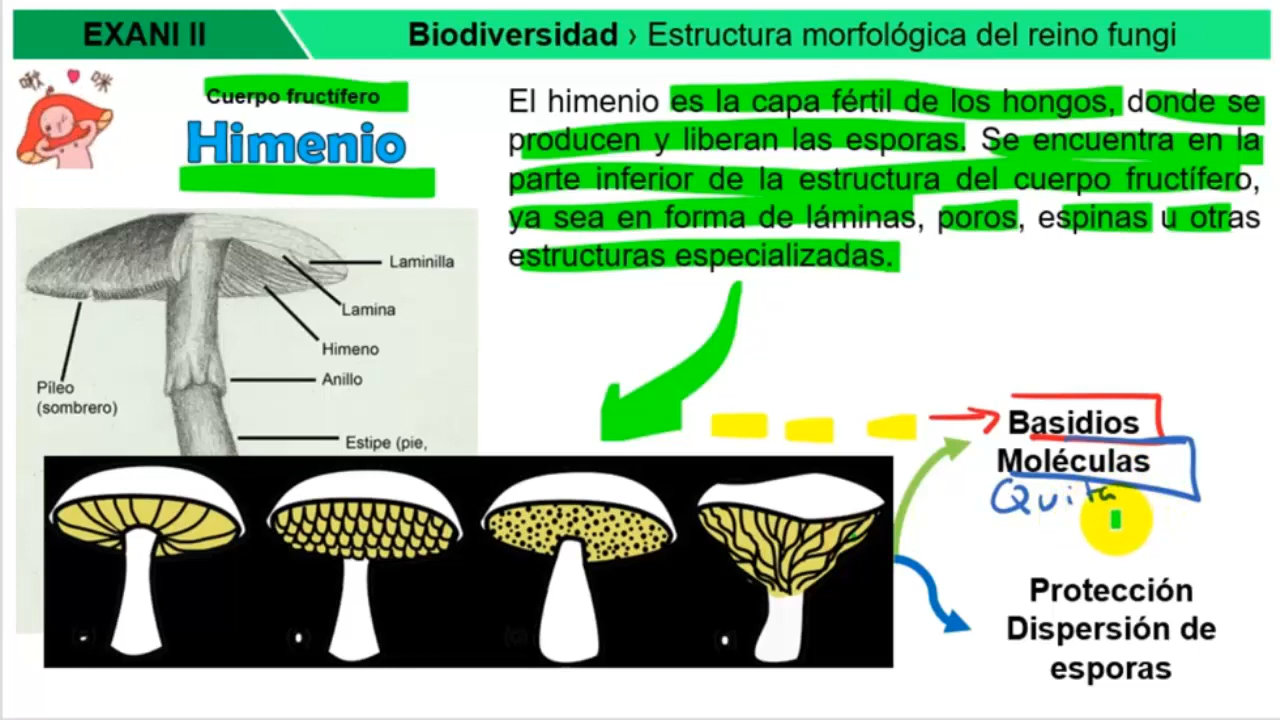 EXANI II
Biodiversidad › Estructura morfológica del reino fungi
Cuerpo fructífero
Himenio
El himenio es la capa fértil de los hongos, donde se
producen y liberan las esporas. Se encuentra en la
parte inferior de la estructura del cuerpo fructífero,
ya sea en forma de láminas, poros, espinas u otras
estructuras especializadas.
Laminilla
Lamina
Himeno
Anillo
Píleo
(sombrero)
Estipe (pie,
Basidios
Moléculas
Quita
Protección
Dispersión de
esporas